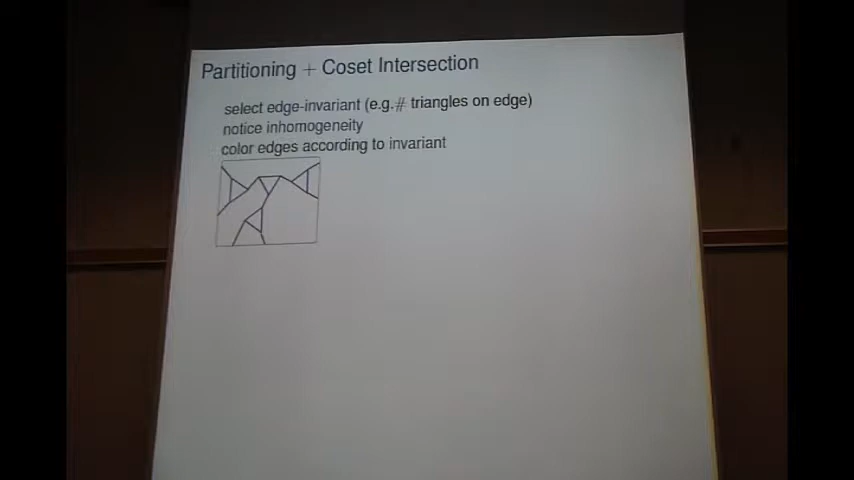 Partitioning + Coset Intersection
select edge-invariant (e.g.# triangles on edge)
notice inhomogeneity
color edges according to invariant